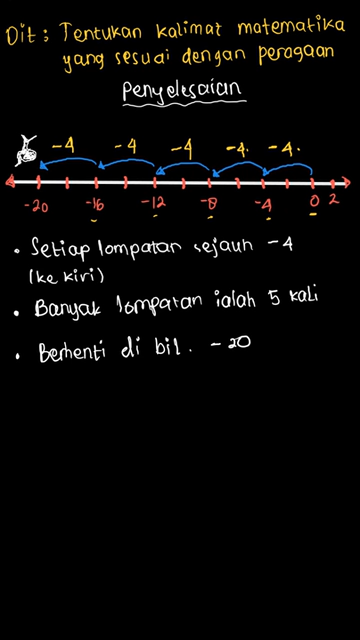 Dit : Tentukan kalimat matematika
yang sesuai dengan peragaan
Penyelesaian
-4 -4 -4 -4. -4.
-20 -16 -12 -8 -4 0 2
• Setiap lompatan sejauh -4
(ke kiri)
• Banyak lompatan ialah 5 kali
• Berhenti di bil. -20